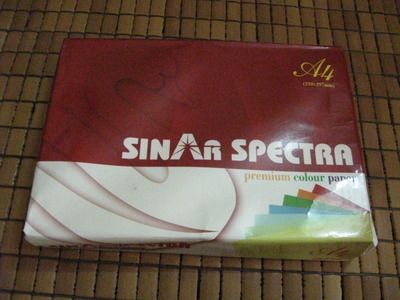 A4
(210x297mm)
SINAR SPECTRA
premium colour paper